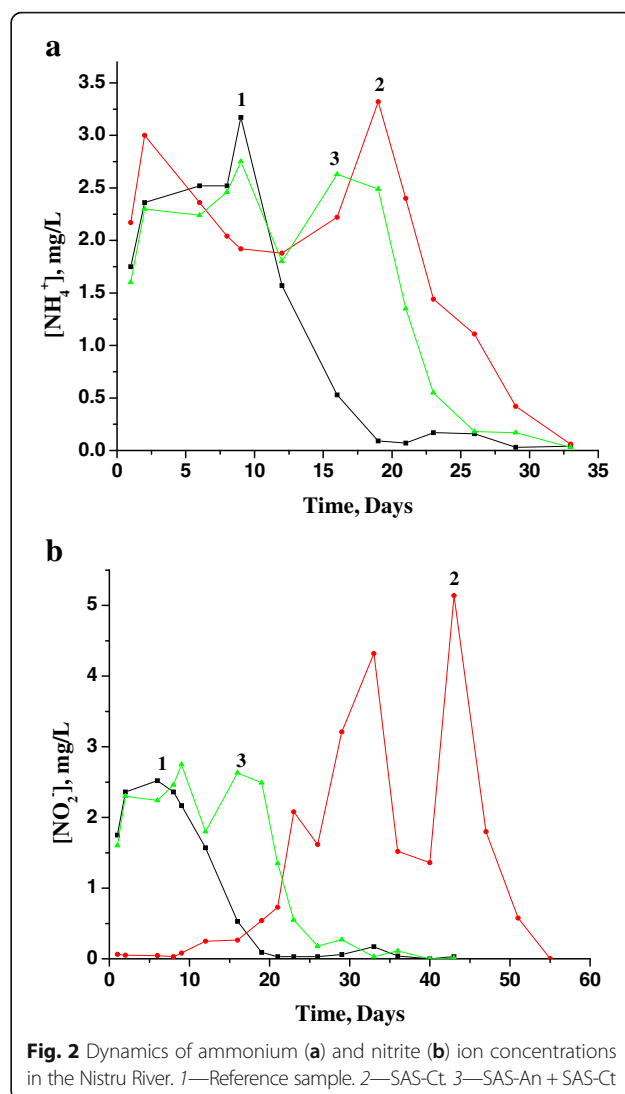 a
1
2
3
[NH₄⁺], mg/L
3.5
3.0
2.5
2.0
1.5
1.0
0.5
0.0
0 5 10 15 20 25 30 35
Time, Days
b
2
1
3
[NO₂⁻], mg/L
5
4
3
2
1
0
0 10 20 30 40 50 60
Time, Days
Fig. 2 Dynamics of ammonium (a) and nitrite (b) ion concentrations
in the Nistru River. 1—Reference sample. 2—SAS-Ct. 3—SAS-An + SAS-Ct